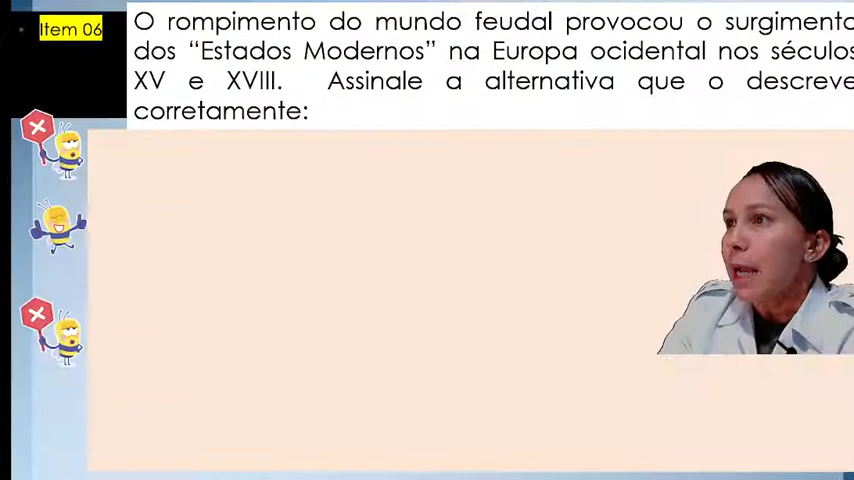 Item 06
O rompimento do mundo feudal provocou o surgimento
dos “Estados Modernos” na Europa ocidental nos séculos
XV e XVIII. Assinale a alternativa que o descreve
corretamente: